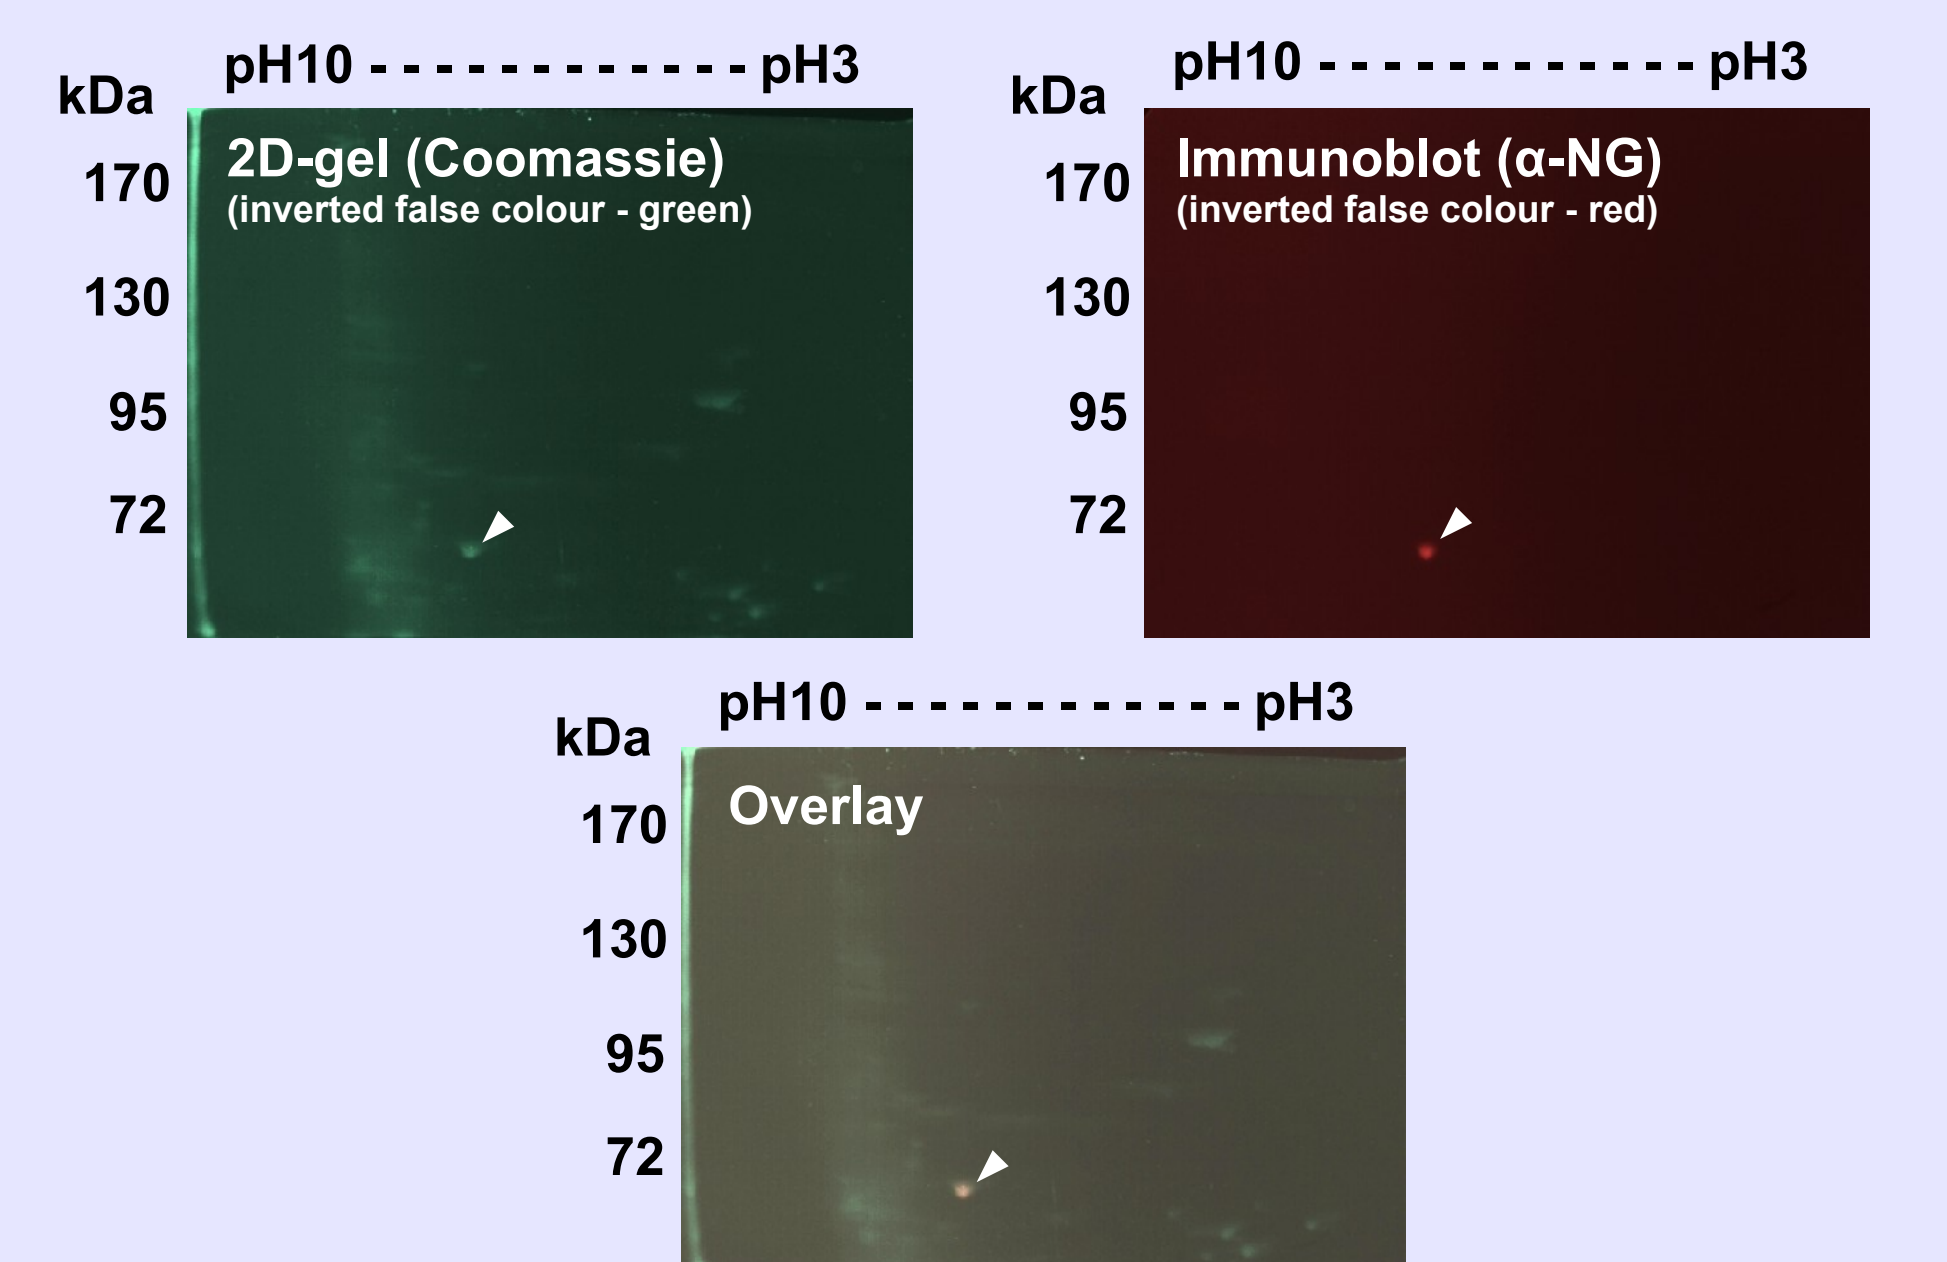 pH10 - - - - - - - - - - - - pH3
kDa
2D-gel (Coomassie)
(inverted false colour - green)
170
130
95
72
pH10 - - - - - - - - - - - - pH3
kDa
Immunoblot (α-NG)
(inverted false colour - red)
170
130
95
72
pH10 - - - - - - - - - - - - pH3
kDa
Overlay
170
130
95
72